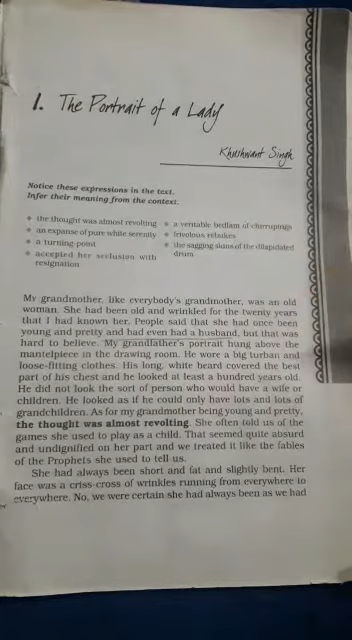 1. The Portrait of a Lady
Khushwant Singh
Notice these expressions in the text.
Infer their meaning from the context.
the thought was almost revolting
an expanse of pure white serenity
a turning-point
accepted her seclusion with
resignation
a veritable bedlam of chirrupings
frivolous rebukes
the sagging skins of the dilapidated
drum
My grandmother, like everybody's grandmother, was an old
woman. She had been old and wrinkled for the twenty years
that I had known her. People said that she had once been
young and pretty and had even had a husband, but that was
hard to believe. My grandfather's portrait hung above the
mantelpiece in the drawing room. He wore a big turban and
loose-fitting clothes. His long, white beard covered the best
part of his chest and he looked at least a hundred years old.
He did not look the sort of person who would have a wife or
children. He looked as if he could only have lots and lots of
grandchildren. As for my grandmother being young and pretty,
the thought was almost revolting. She often told us of the
games she used to play as a child. That seemed quite absurd
and undignified on her part and we treated it like the fables
of the Prophets she used to tell us.
She had always been short and fat and slightly bent. Her
face was a criss-cross of wrinkles running from everywhere to
everywhere. No, we were certain she had always been as we had